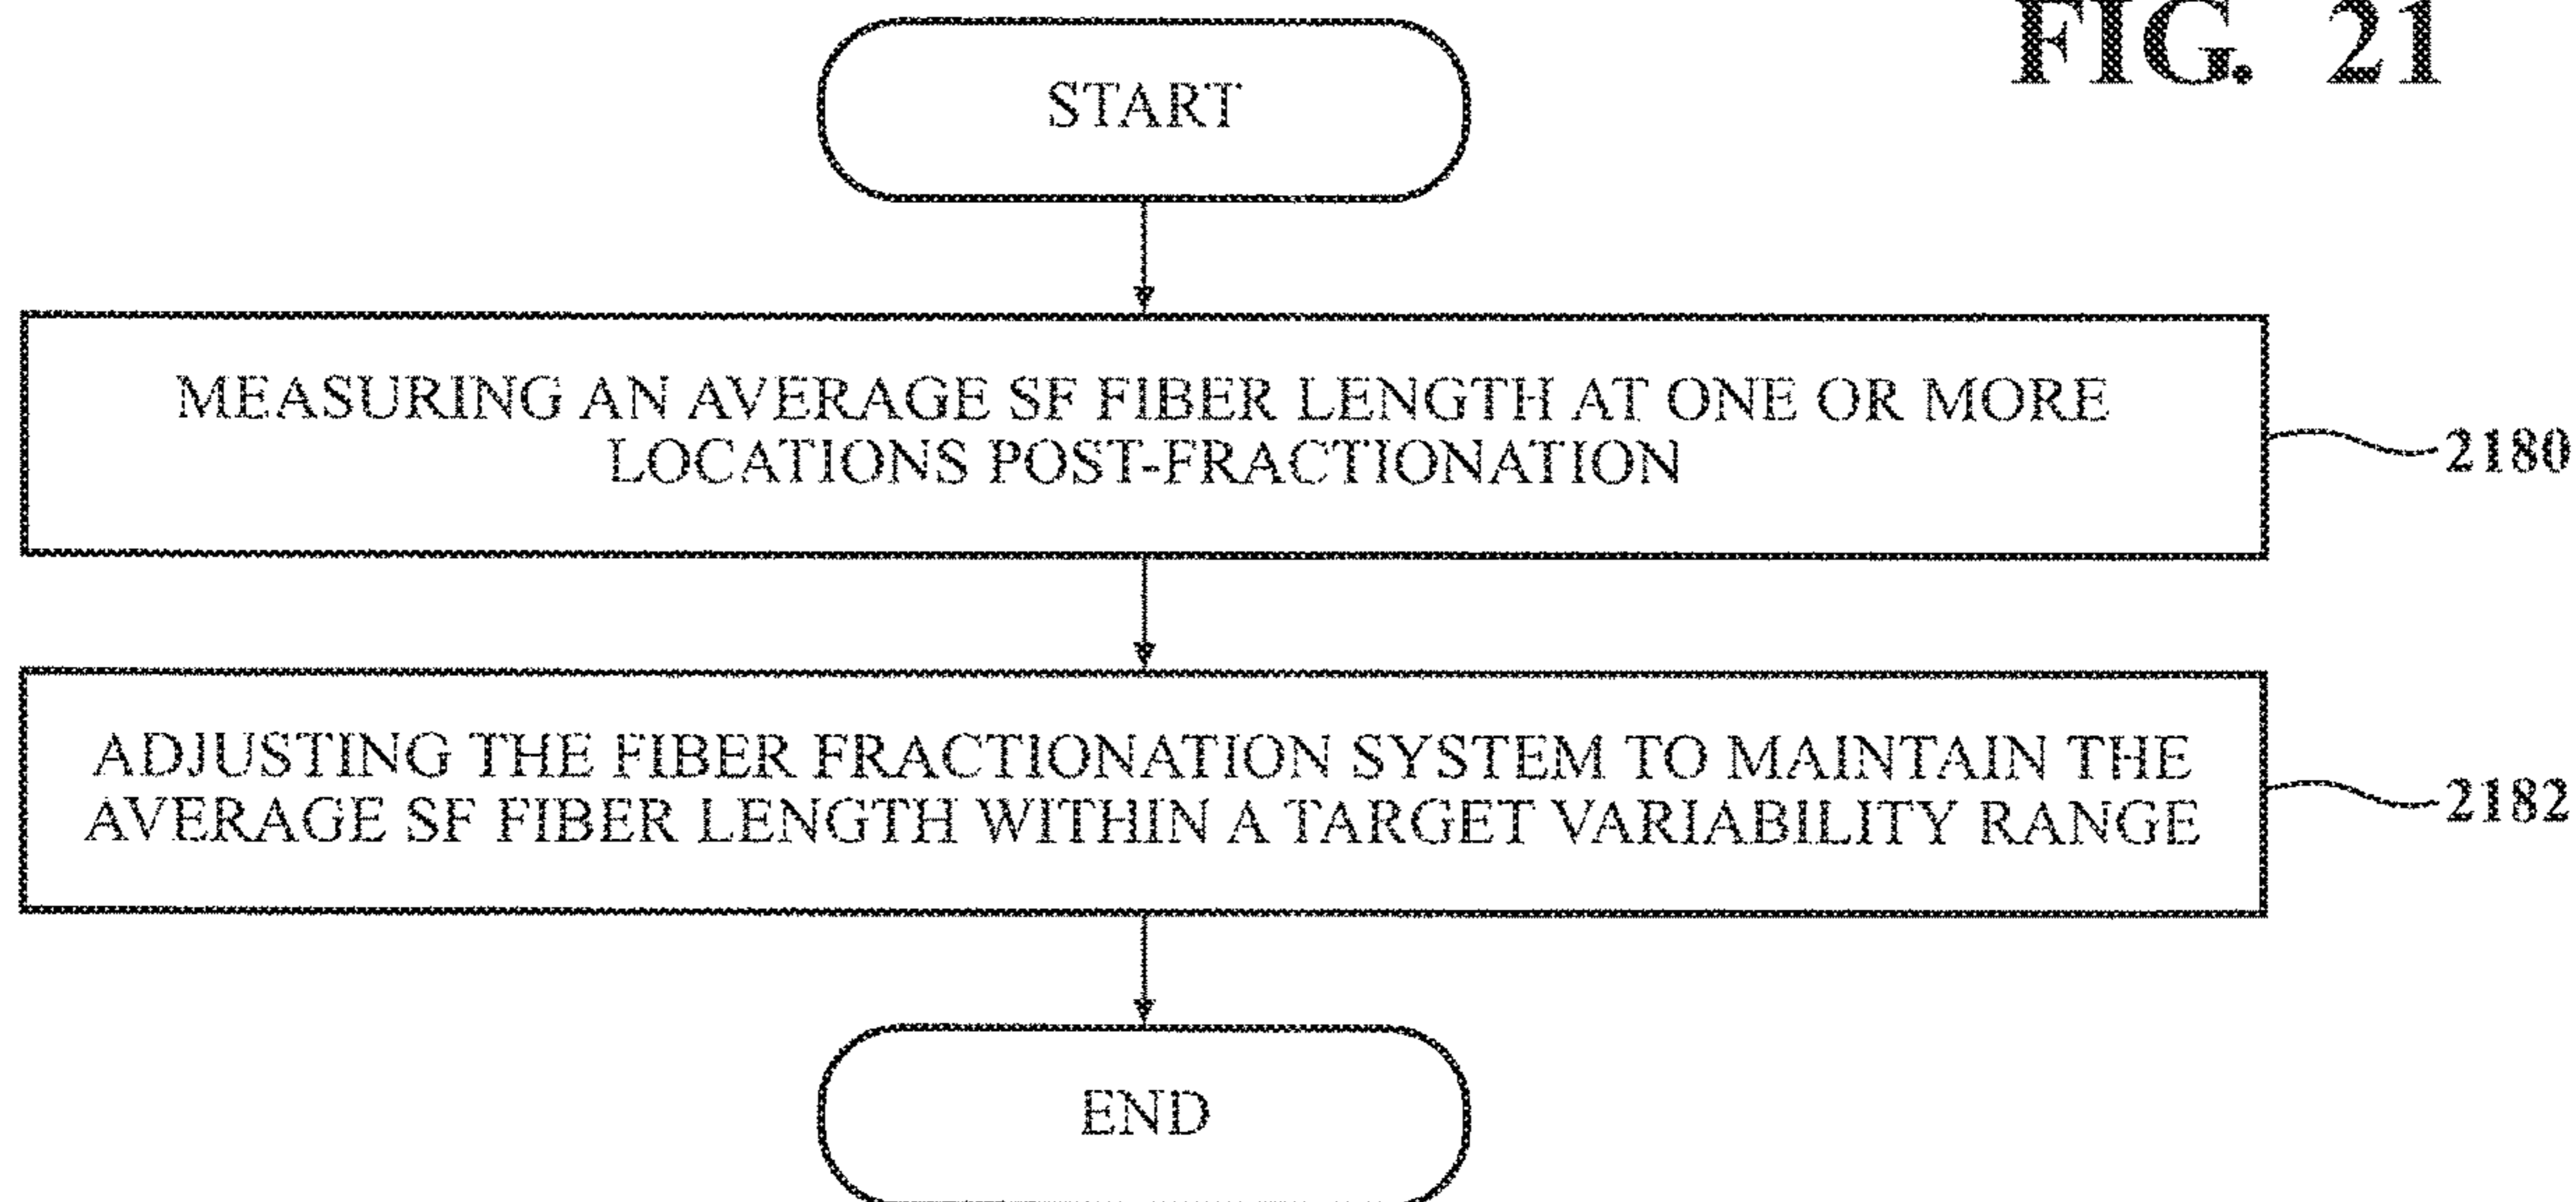 FIG. 21
START
MEASURING AN AVERAGE SF FIBER LENGTH AT ONE OR MORE
LOCATIONS POST-FRACTIONATION
2180
ADJUSTING THE FIBER FRACTIONATION SYSTEM TO MAINTAIN THE
AVERAGE SF FIBER LENGTH WITHIN A TARGET VARIABILITY RANGE
2182
END